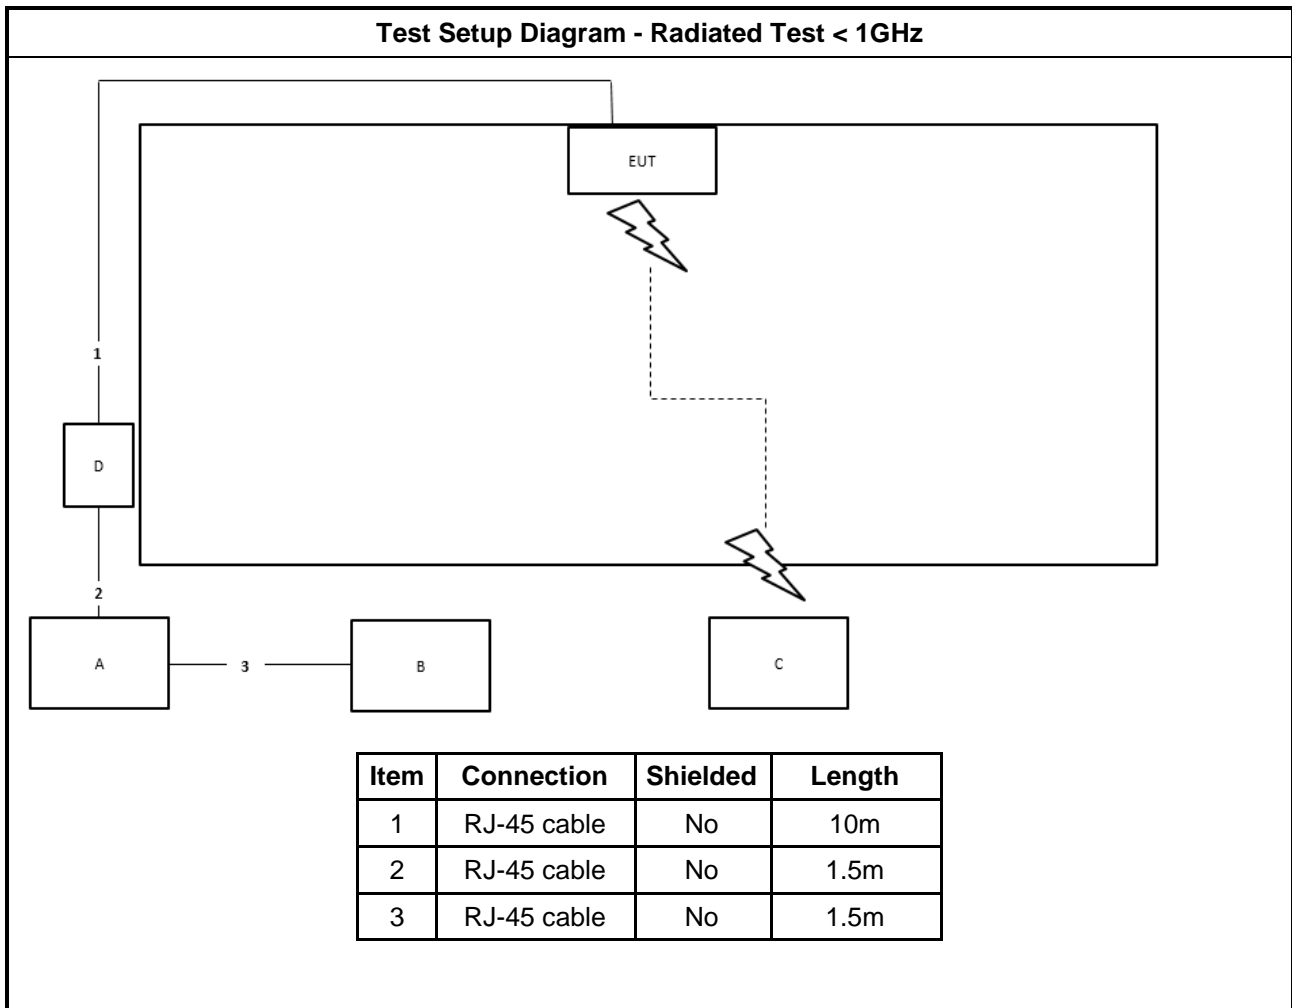 Test Setup Diagram - Radiated Test < 1GHz
EUT
1
D
2
A
3
B
C
Item Connection Shielded Length
1 RJ-45 cable No 10m
2 RJ-45 cable No 1.5m
3 RJ-45 cable No 1.5m